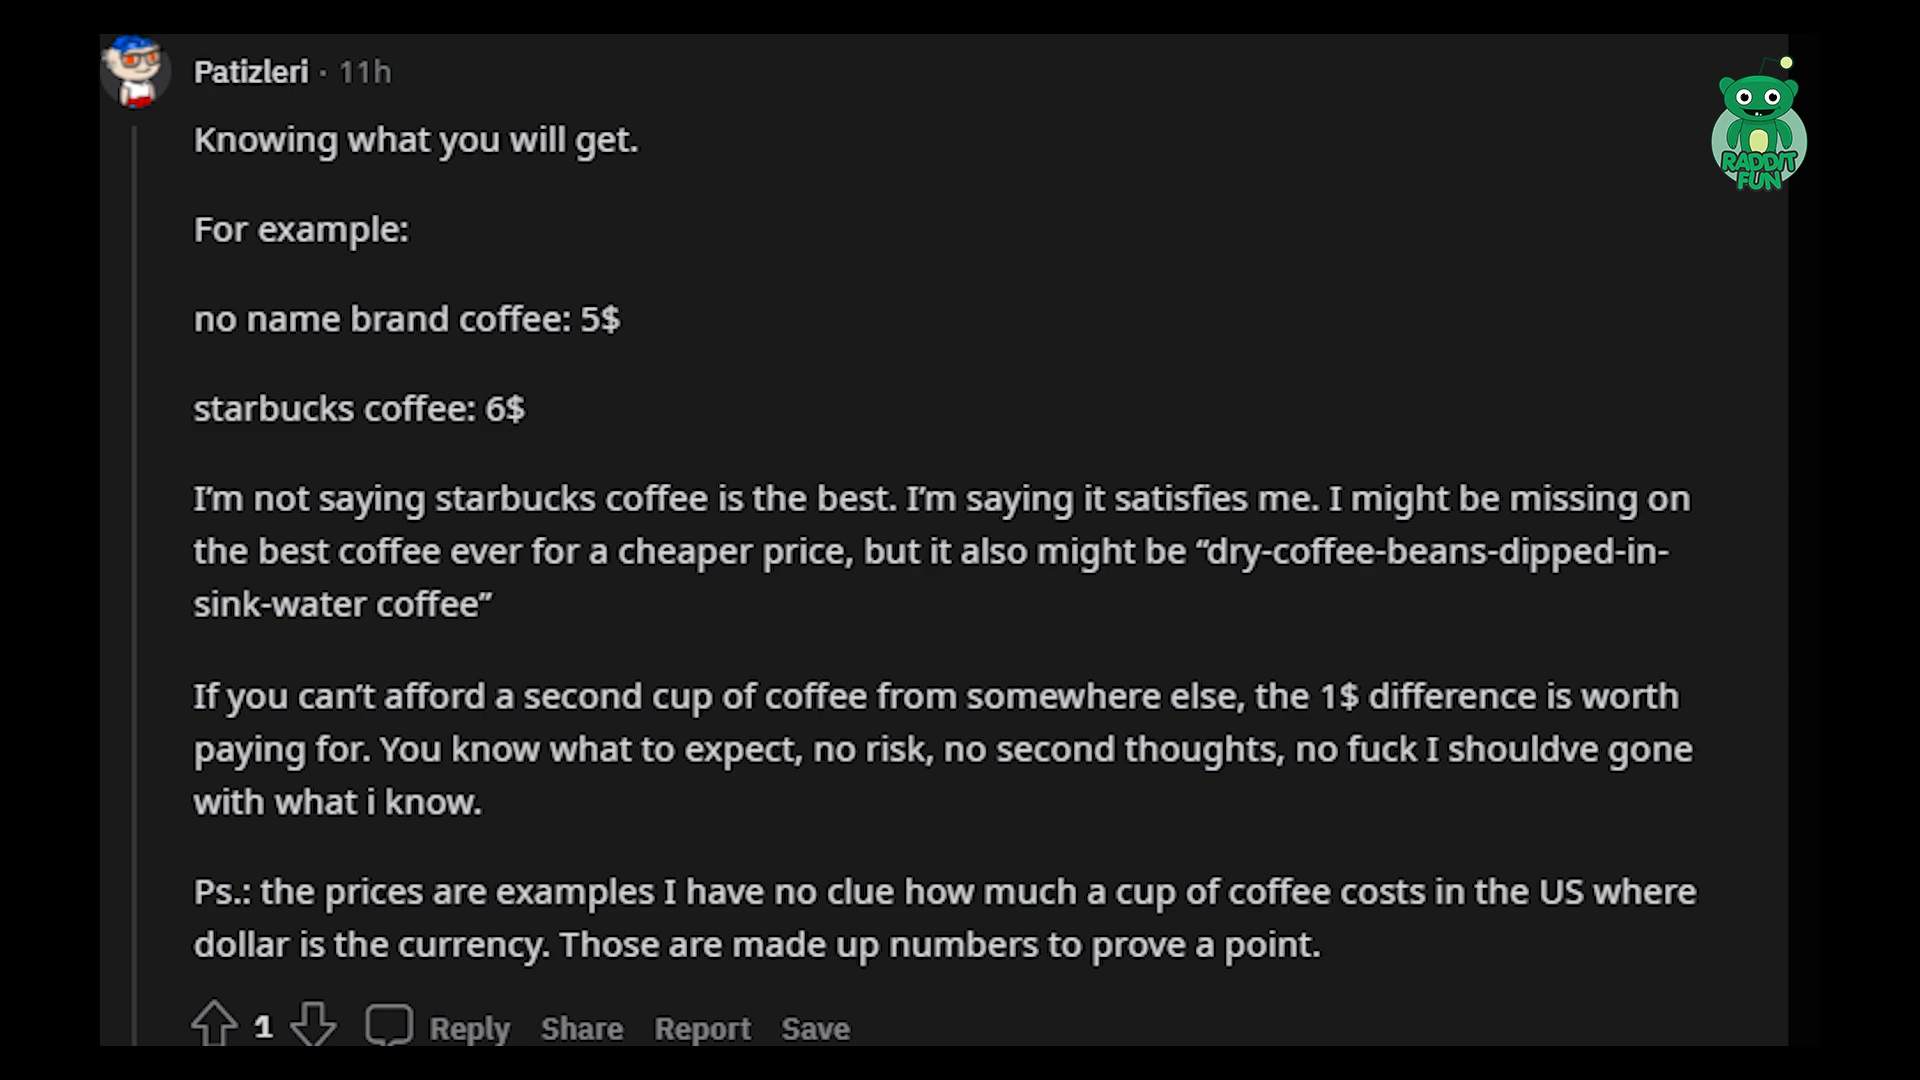 Patizleri · 11h
Knowing what you will get.
For example:
no name brand coffee: 5$
starbucks coffee: 6$
I’m not saying starbucks coffee is the best. I’m saying it satisfies me. I might be missing on
the best coffee ever for a cheaper price, but it also might be “dry-coffee-beans-dipped-in-
sink-water coffee”
If you can’t afford a second cup of coffee from somewhere else, the 1$ difference is worth
paying for. You know what to expect, no risk, no second thoughts, no fuck I shouldve gone
with what i know.
Ps.: the prices are examples I have no clue how much a cup of coffee costs in the US where
dollar is the currency. Those are made up numbers to prove a point.
1 Reply Share Report Save
RADDIT
FUN